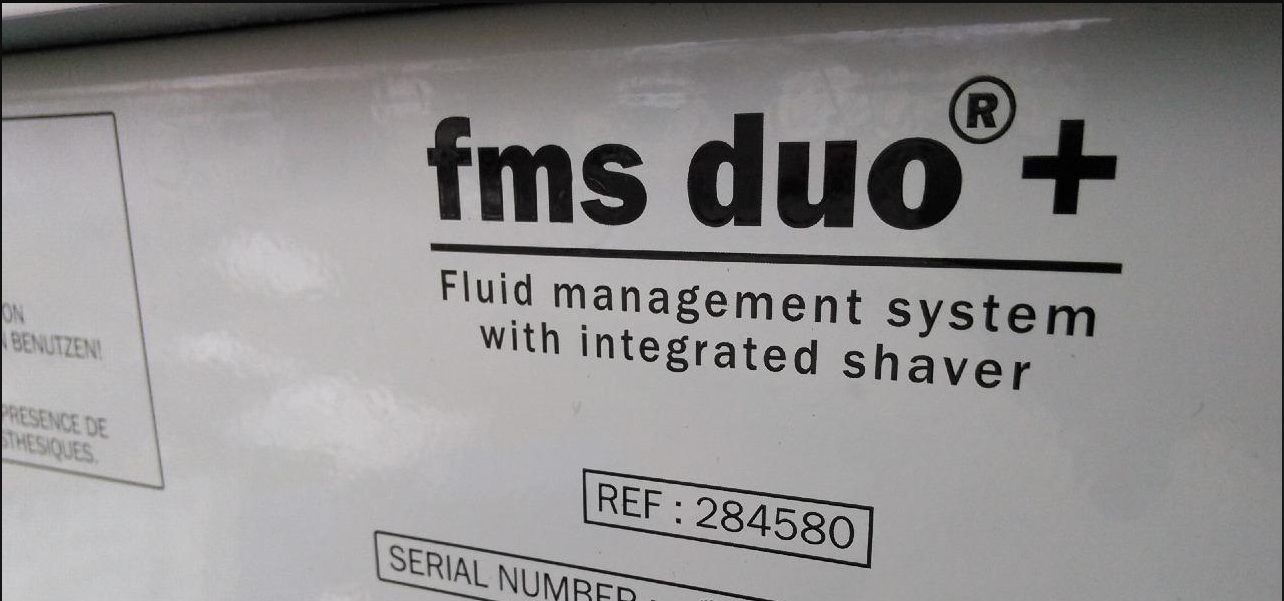 fms duo®+
Fluid management system
with integrated shaver
ON
BENUTZEN!
PRESENCE DE
STHESIQUES.
REF : 284580
SERIAL NUMBER